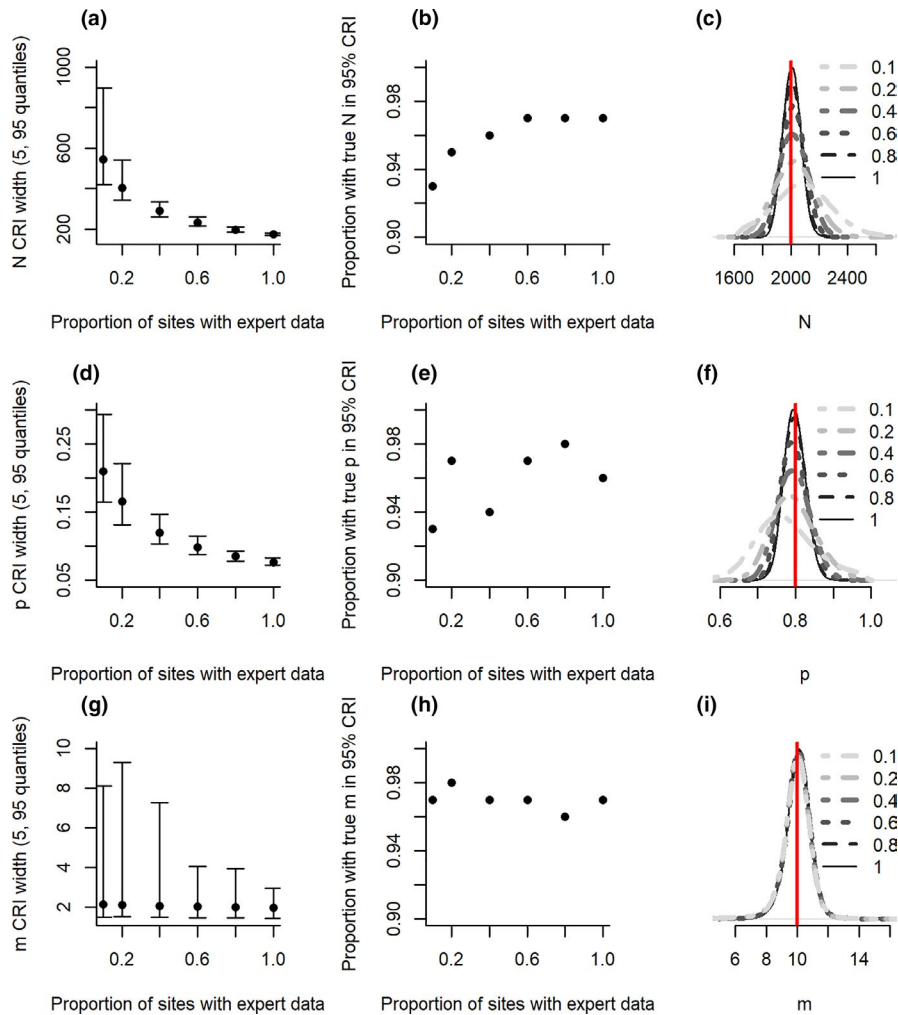 (a)
N CRI width (5, 95 quantiles)
1000
600
200
0.2
0.6
1.0
Proportion of sites with expert data
(b)
Proportion with true N in 95% CRI
0.98
0.94
0.90
0.2
0.6
1.0
Proportion of sites with expert data
(c)
0.1
0.2
0.4
0.6
0.8
1
1600
2000
2400
N
(d)
p CRI width (5, 95 quantiles)
0.25
0.15
0.05
0.2
0.6
1.0
Proportion of sites with expert data
(e)
Proportion with true p in 95% CRI
0.98
0.94
0.90
0.2
0.6
1.0
Proportion of sites with expert data
(f)
0.1
0.2
0.4
0.6
0.8
1
0.6
0.8
1.0
p
(g)
m CRI width (5, 95 quantiles)
10
8
6
4
2
0.2
0.6
1.0
Proportion of sites with expert data
(h)
Proportion with true m in 95% CRI
0.98
0.94
0.90
0.2
0.6
1.0
Proportion of sites with expert data
(i)
0.1
0.2
0.4
0.6
0.8
1
6
8
10
14
m